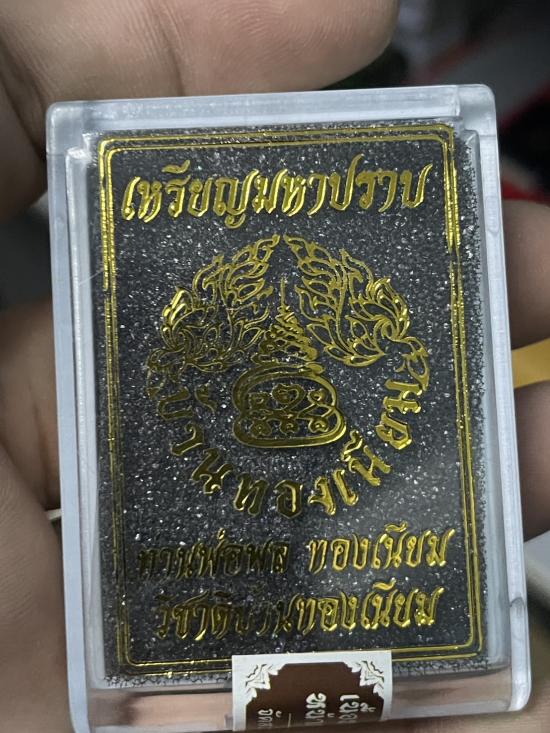 เหรียญมหาปราบ
บ้านทองเนียม
ท่านพ่อพล ทองเนียม
วิชาติบ้านทองเนียม